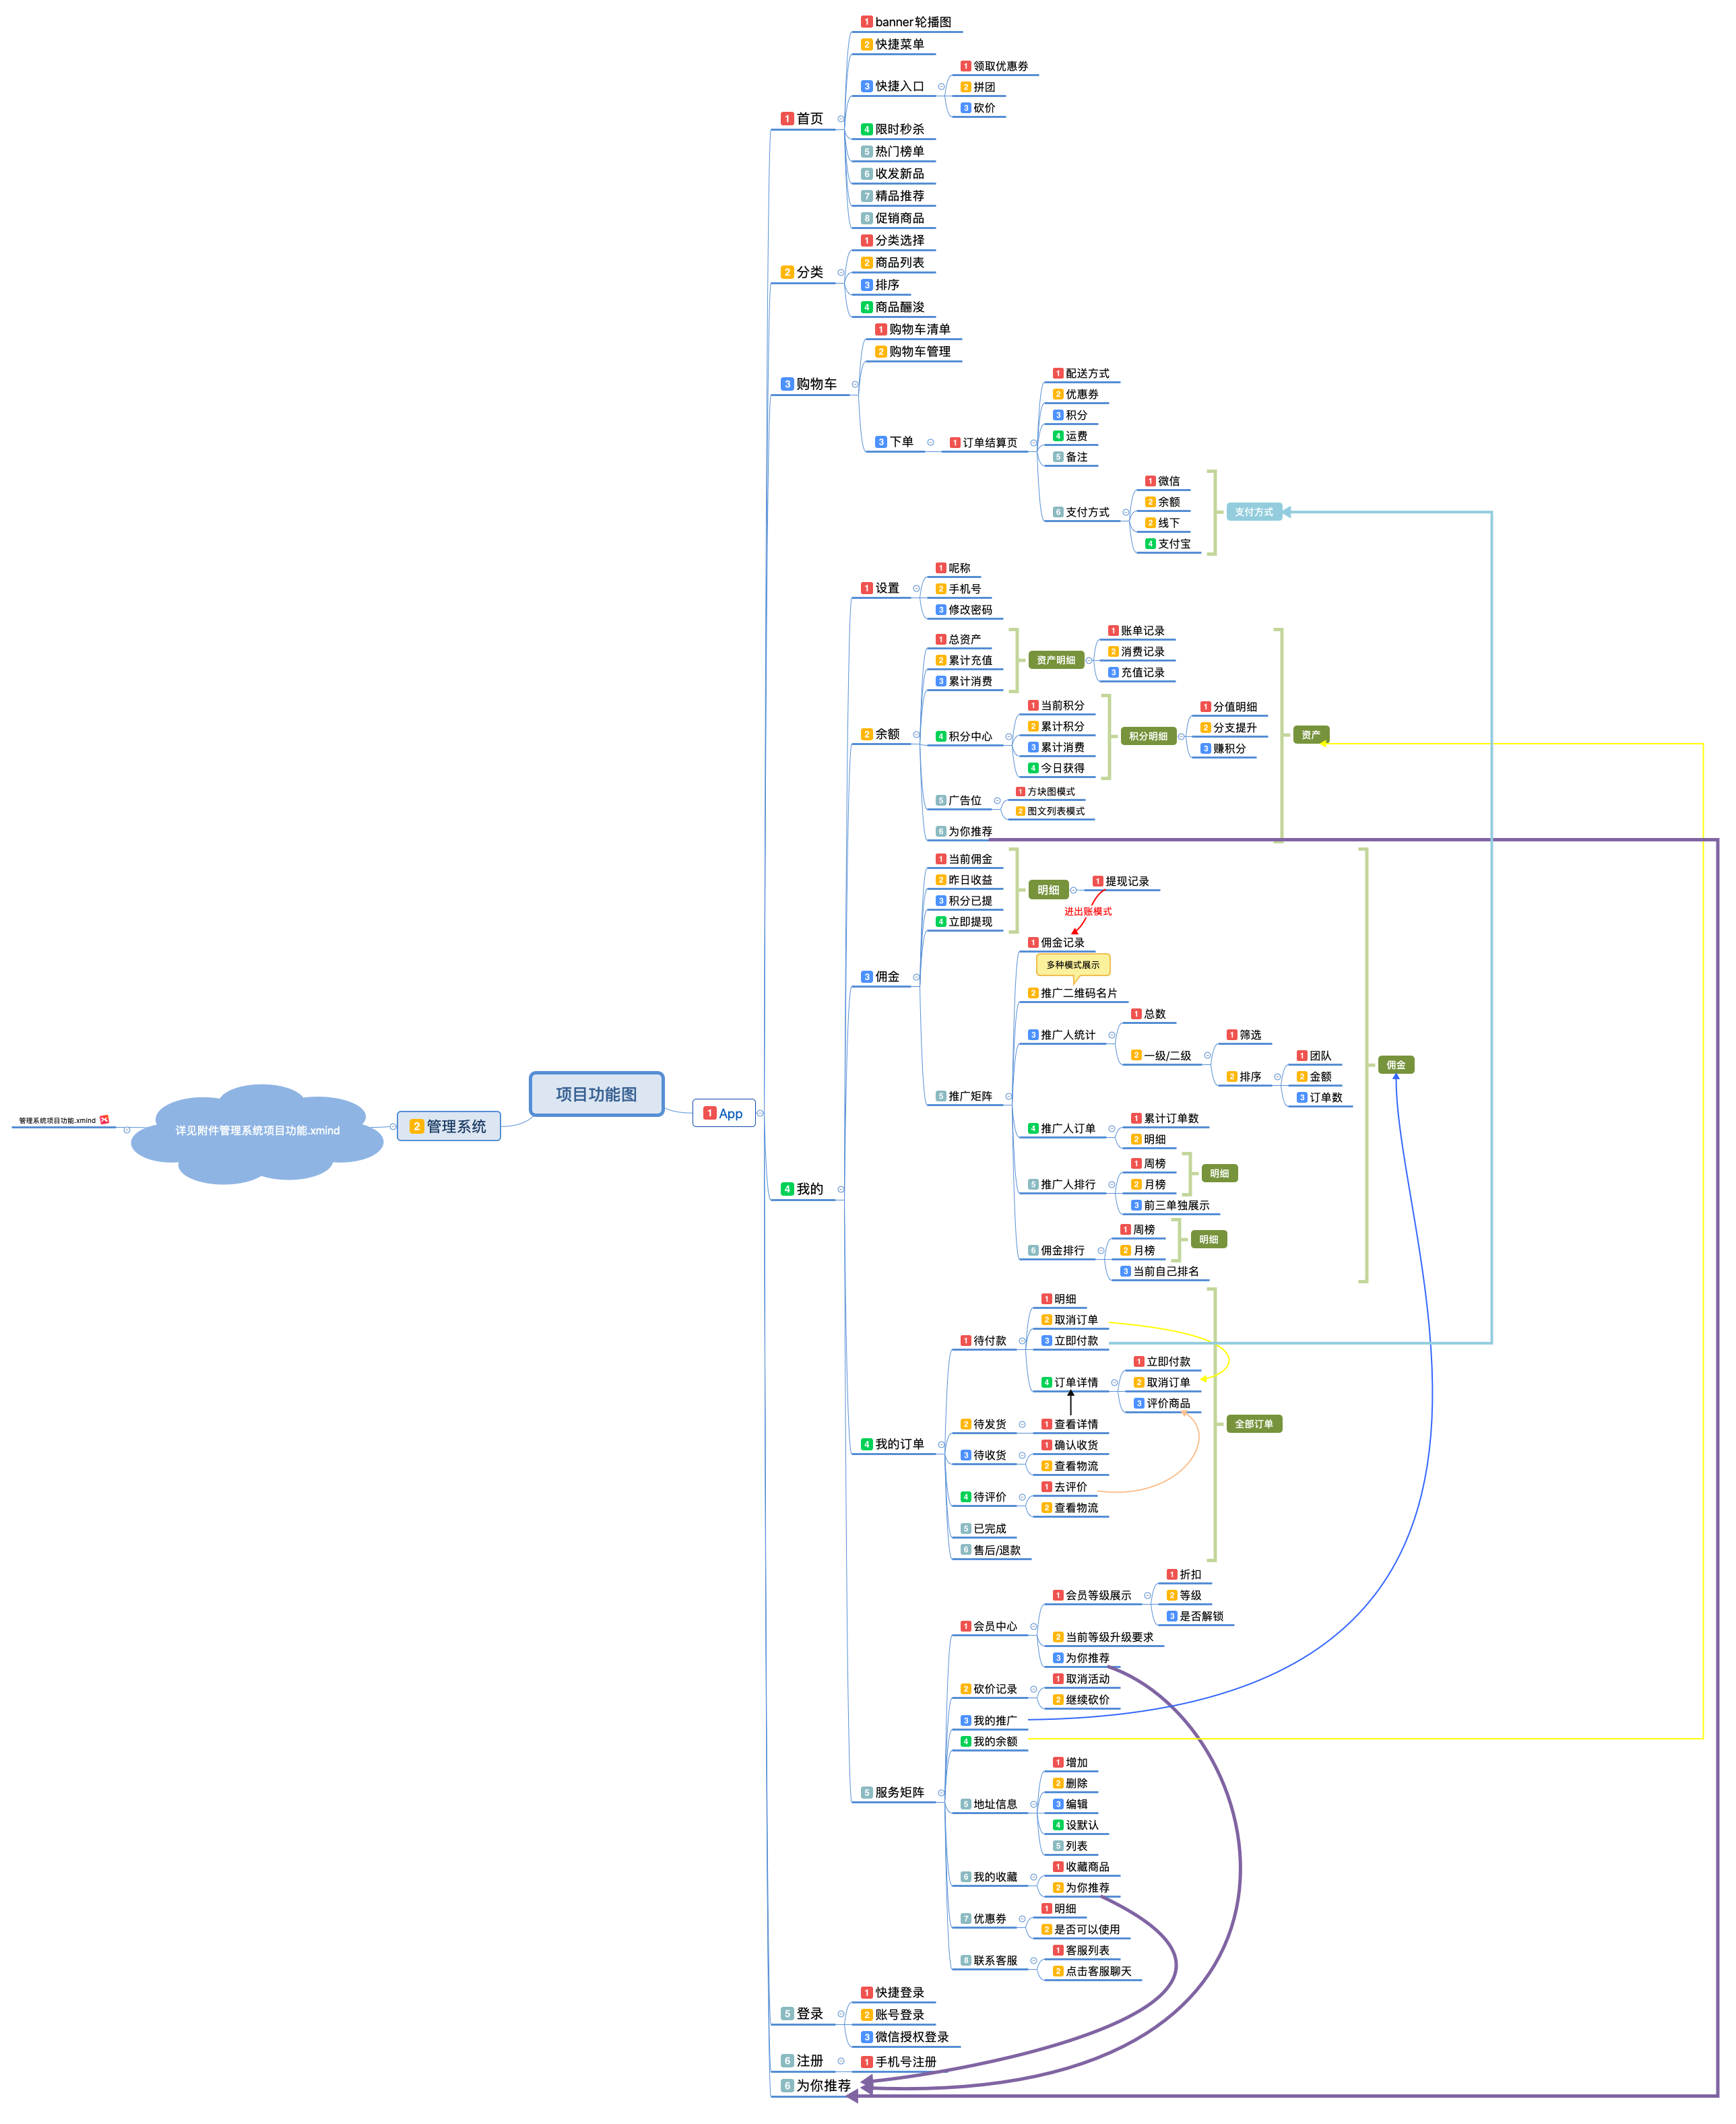 项目功能图
1 App
1 首页
1 banner轮播图
2 快捷菜单
3 快捷入口
1 领取优惠券
2 拼团
3 砍价
4 限时秒杀
5 热门榜单
6 收发新品
7 精品推荐
8 促销商品
2 分类
1 分类选择
2 商品列表
3 排序
4 商品酾浚
3 购物车
1 购物车清单
2 购物车管理
3 下单
1 订单结算页
1 配送方式
2 优惠券
3 积分
4 运费
5 备注
6 支付方式
1 微信
2 余额
2 线下
4 支付宝
支付方式
4 我的
1 设置
1 呢称
2 手机号
3 修改密码
2 余额
1 总资产
2 累计充值
3 累计消费
资产明细
1 账单记录
2 消费记录
3 充值记录
4 积分中心
1 当前积分
2 累计积分
3 累计消费
4 今日获得
积分明细
1 分值明细
2 分支提升
3 赚积分
5 广告位
1 方块图模式
2 图文列表模式
6 为你推荐
资产
3 佣金
1 当前佣金
2 昨日收益
3 积分已提
4 立即提现
明细
1 提现记录
进出账模式
5 推广矩阵
1 佣金记录
多种模式展示
2 推广二维码名片
3 推广人统计
1 总数
2 一级/二级
1 筛选
2 排序
1 团队
2 金额
3 订单数
4 推广人订单
1 累计订单数
2 明细
5 推广人排行
1 周榜
2 月榜
明细
3 前三单独展示
6 佣金排行
1 周榜
2 月榜
明细
3 当前自己排名
佣金
4 我的订单
1 待付款
1 明细
2 取消订单
3 立即付款
4 订单详情
1 立即付款
2 取消订单
3 评价商品
2 待发货
1 查看详情
3 待收货
1 确认收货
2 查看物流
4 待评价
1 去评价
2 查看物流
5 已完成
6 售后/退款
全部订单
5 服务矩阵
1 会员中心
1 会员等级展示
1 折扣
2 等级
3 是否解锁
2 当前等级升级要求
3 为你推荐
2 砍价记录
1 取消活动
2 继续砍价
3 我的推广
4 我的余额
5 地址信息
1 增加
2 删除
3 编辑
4 设默认
5 列表
6 我的收藏
1 收藏商品
2 为你推荐
7 优惠券
1 明细
2 是否可以使用
8 联系客服
1 客服列表
2 点击客服聊天
5 登录
1 快捷登录
2 账号登录
3 微信授权登录
6 注册
1 手机号注册
6 为你推荐
2 管理系统
详见附件管理系统项目功能.xmind
管理系统项目功能.xmind